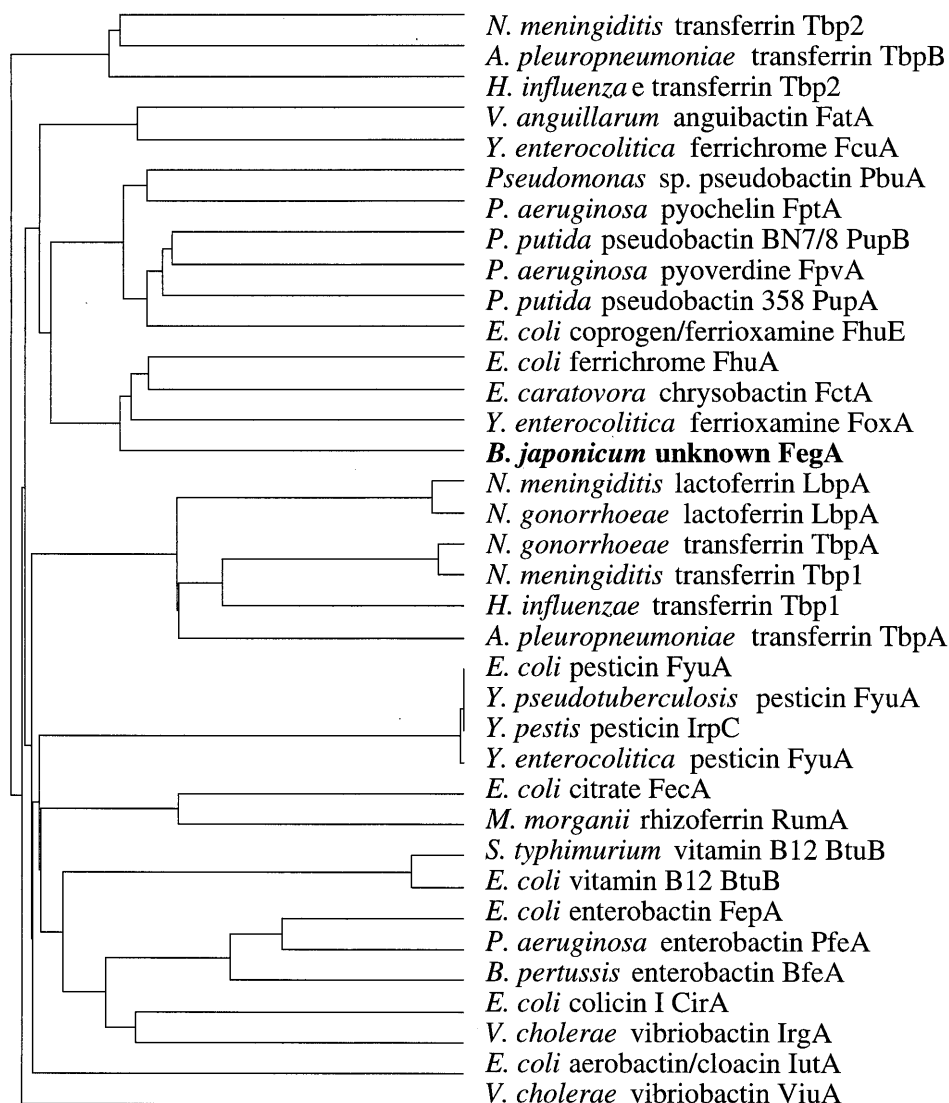 N. meningiditis transferrin Tbp2
A. pleuropneumoniae transferrin TbpB
H. influenzae transferrin Tbp2
V. anguillarum anguibactin FatA
Y. enterocolitica ferrichrome FcuA
Pseudomonas sp. pseudobactin PbuA
P. aeruginosa pyochelin FptA
P. putida pseudobactin BN7/8 PupB
P. aeruginosa pyoverdine FpvA
P. putida pseudobactin 358 PupA
E. coli coprogen/ferrioxamine FhuE
E. coli ferrichrome FhuA
E. caratovora chrysobactin FctA
Y. enterocolitica ferrioxamine FoxA
B. japonicum unknown FegA
N. meningiditis lactoferrin LbpA
N. gonorrhoeae lactoferrin LbpA
N. gonorrhoeae transferrin TbpA
N. meningiditis transferrin Tbp1
H. influenzae transferrin Tbp1
A. pleuropneumoniae transferrin TbpA
E. coli pesticin FyuA
Y. pseudotuberculosis pesticin FyuA
Y. pestis pesticin IrpC
Y. enterocolitica pesticin FyuA
E. coli citrate FecA
M. morganii rhizoferrin RumA
S. typhimurium vitamin B12 BtuB
E. coli vitamin B12 BtuB
E. coli enterobactin FepA
P. aeruginosa enterobactin PfeA
B. pertussis enterobactin BfeA
E. coli colicin I CirA
V. cholerae vibriobactin IrgA
E. coli aerobactin/cloacin IutA
V. cholerae vibriobactin ViuA